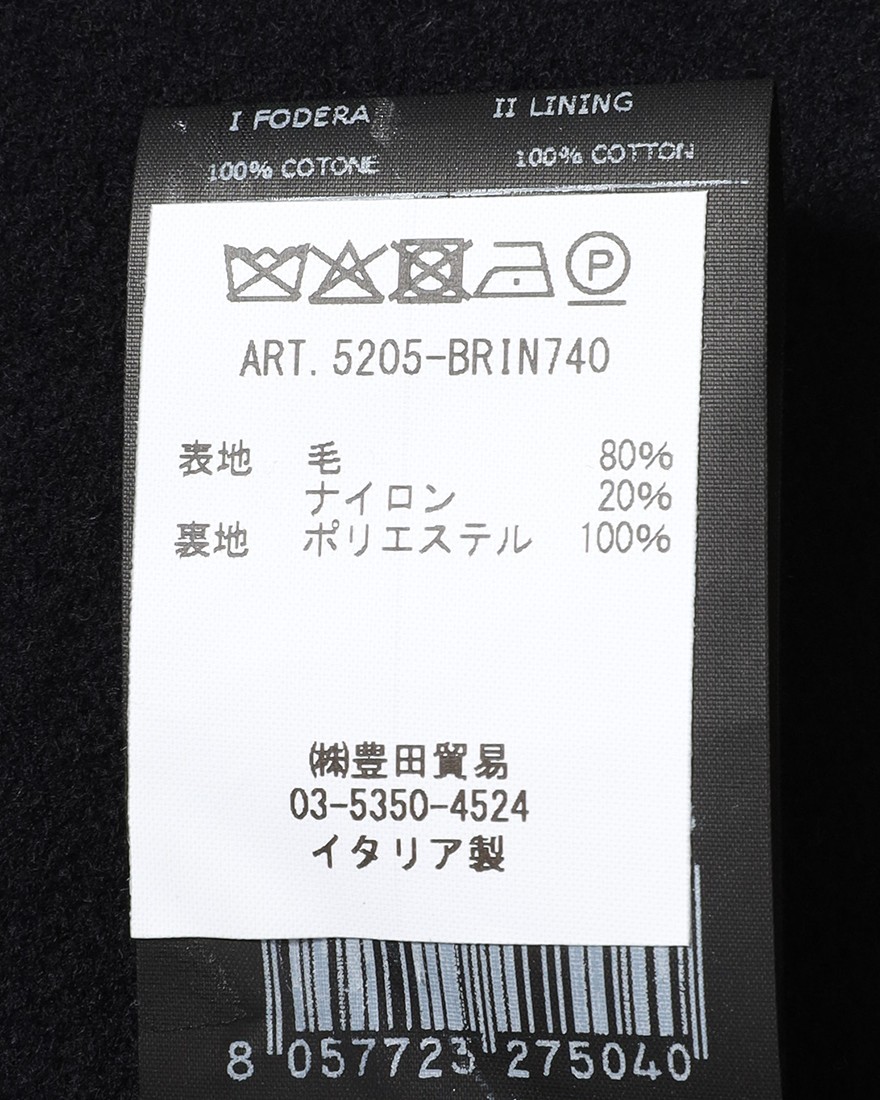 I FODERA II LINING
100% COTONE 100% COTTON
P
ART. 5205-BRIN740
表地 毛 80%
ナイロン 20%
裏地 ポリエステル 100%
㈱豊田貿易
03-5350-4524
イタリア製
8 057723 275040